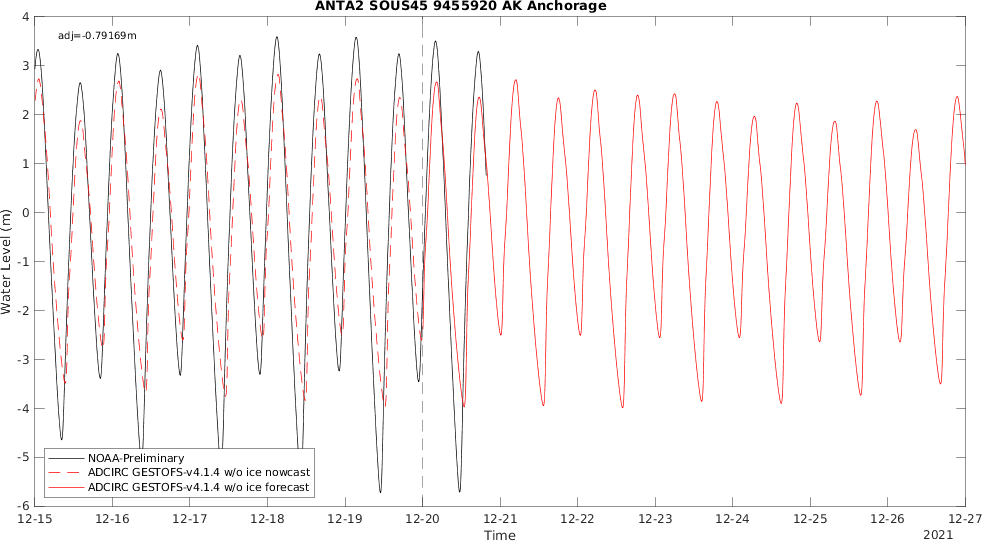 ANTA2 SOUS45 9455920 AK Anchorage
4
adj=-0.79169m
3
2
1
0
-1
-2
-3
-4
-5
-6
Water Level (m)
NOAA-Preliminary
ADCIRC GESTOFS-v4.1.4 w/o ice nowcast
ADCIRC GESTOFS-v4.1.4 w/o ice forecast
12-15 12-16 12-17 12-18 12-19 12-20 12-21 12-22 12-23 12-24 12-25 12-26 12-27
Time
2021